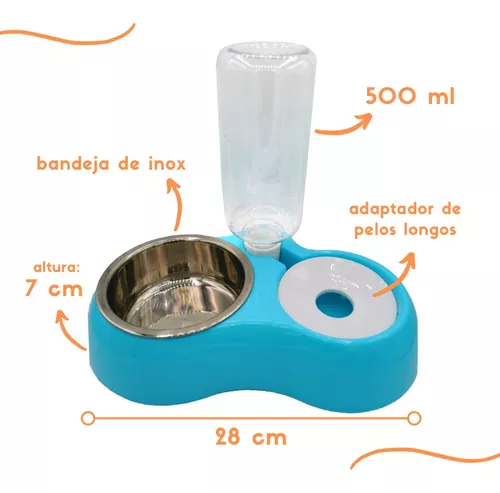 500 ml
bandeja de inox
adaptador de
pelos longos
altura:
7 cm
28 cm